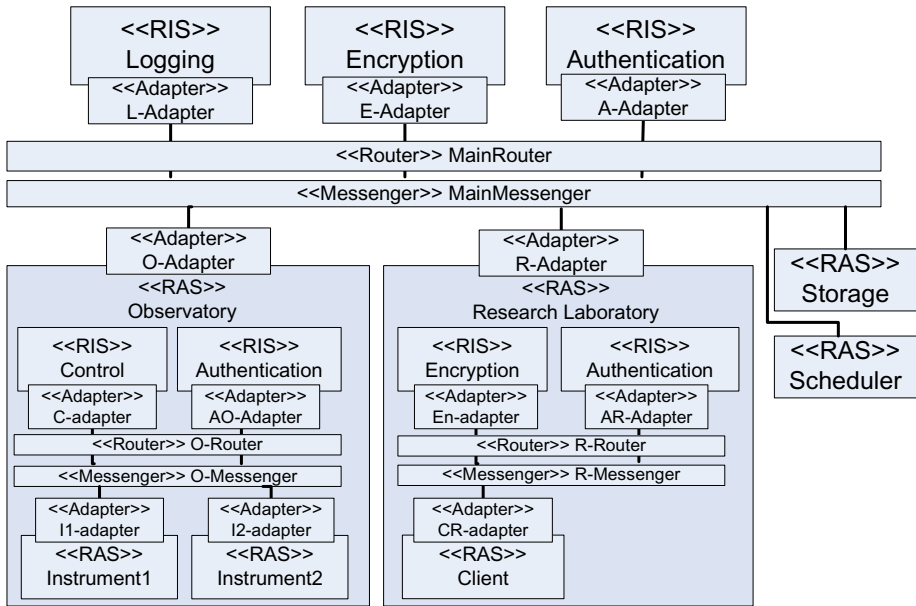 <<RIS>>
Logging
<<Adapter>>
L-Adapter
<<RIS>>
Encryption
<<Adapter>>
E-Adapter
<<RIS>>
Authentication
<<Adapter>>
A-Adapter
<<Router>> MainRouter
<<Messenger>> MainMessenger
<<Adapter>>
O-Adapter
<<RAS>>
Observatory
<<RIS>>
Control
<<Adapter>>
C-adapter
<<RIS>>
Authentication
<<Adapter>>
AO-Adapter
<<Router>> O-Router
<<Messenger>> O-Messenger
<<Adapter>>
I1-adapter
<<RAS>>
Instrument1
<<Adapter>>
I2-adapter
<<RAS>>
Instrument2
<<Adapter>>
R-Adapter
<<RAS>>
Research Laboratory
<<RIS>>
Encryption
<<Adapter>>
En-adapter
<<RIS>>
Authentication
<<Adapter>>
AR-Adapter
<<Router>> R-Router
<<Messenger>> R-Messenger
<<Adapter>>
CR-adapter
<<RAS>>
Client
<<RAS>>
Storage
<<RAS>>
Scheduler